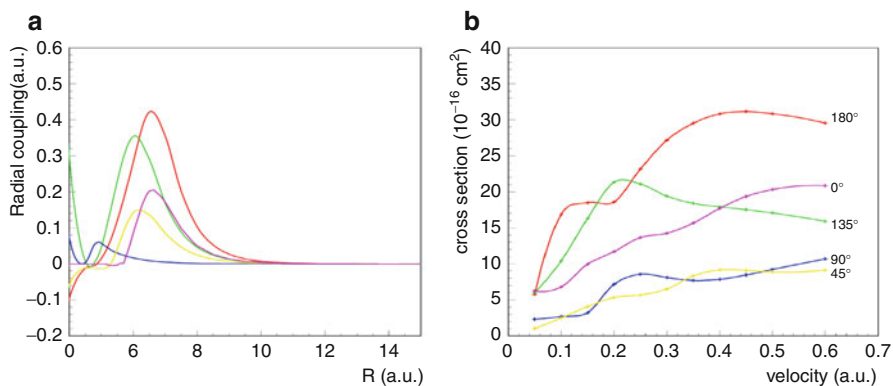 a
0.6
0.5
0.4
0.3
0.2
0.1
0
−0.1
−0.2
Radial coupling(a.u.)
0 6 8 10 12 14
R (a.u.)
b
40
35
30
25
20
15
10
5
0
cross section (10⁻¹⁶ cm²)
180°
0°
135°
90°
45°
0 0.1 0.2 0.3 0.4 0.5 0.6 0.7
velocity (a.u.)